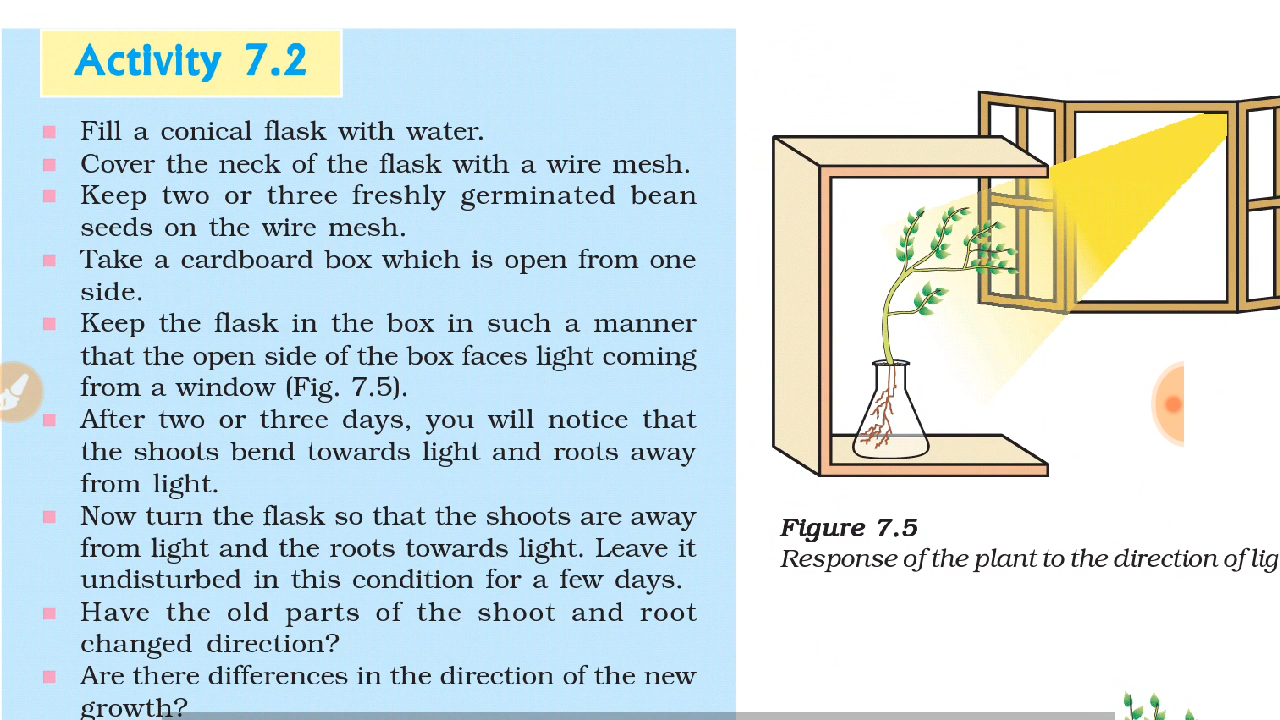 Activity 7.2
Fill a conical flask with water.
Cover the neck of the flask with a wire mesh.
Keep two or three freshly germinated bean
seeds on the wire mesh.
Take a cardboard box which is open from one
side.
Keep the flask in the box in such a manner
that the open side of the box faces light coming
from a window (Fig. 7.5).
After two or three days, you will notice that
the shoots bend towards light and roots away
from light.
Now turn the flask so that the shoots are away
from light and the roots towards light. Leave it
undisturbed in this condition for a few days.
Have the old parts of the shoot and root
changed direction?
Are there differences in the direction of the new
growth?
Figure 7.5
Response of the plant to the direction of lig